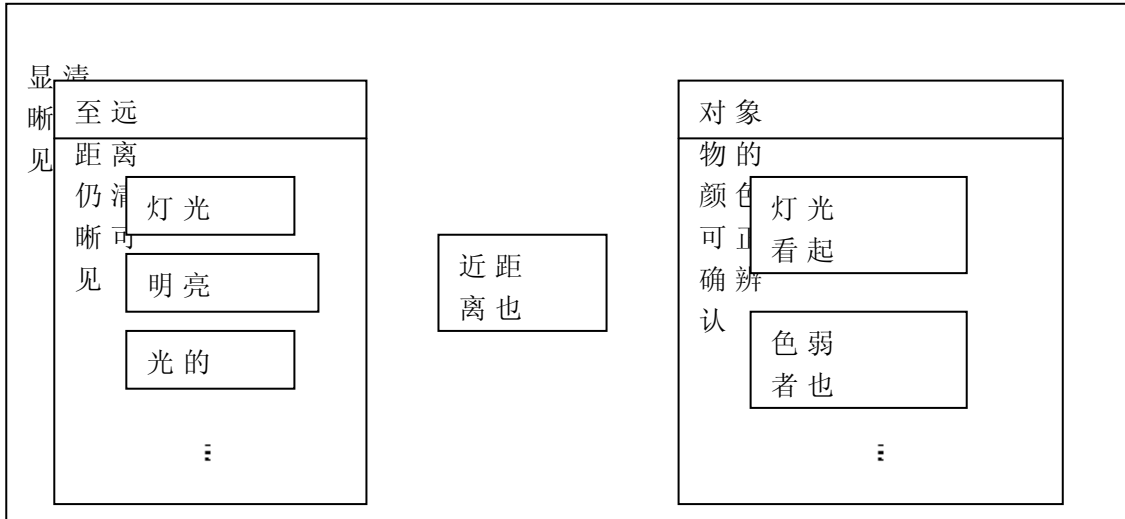 显清
晰
见
至远
距离
仍清
晰可
见
灯光
明亮
光的
近距
离也
对象
物的
颜色
可正
确辨
认
灯光
看起
色弱
者也